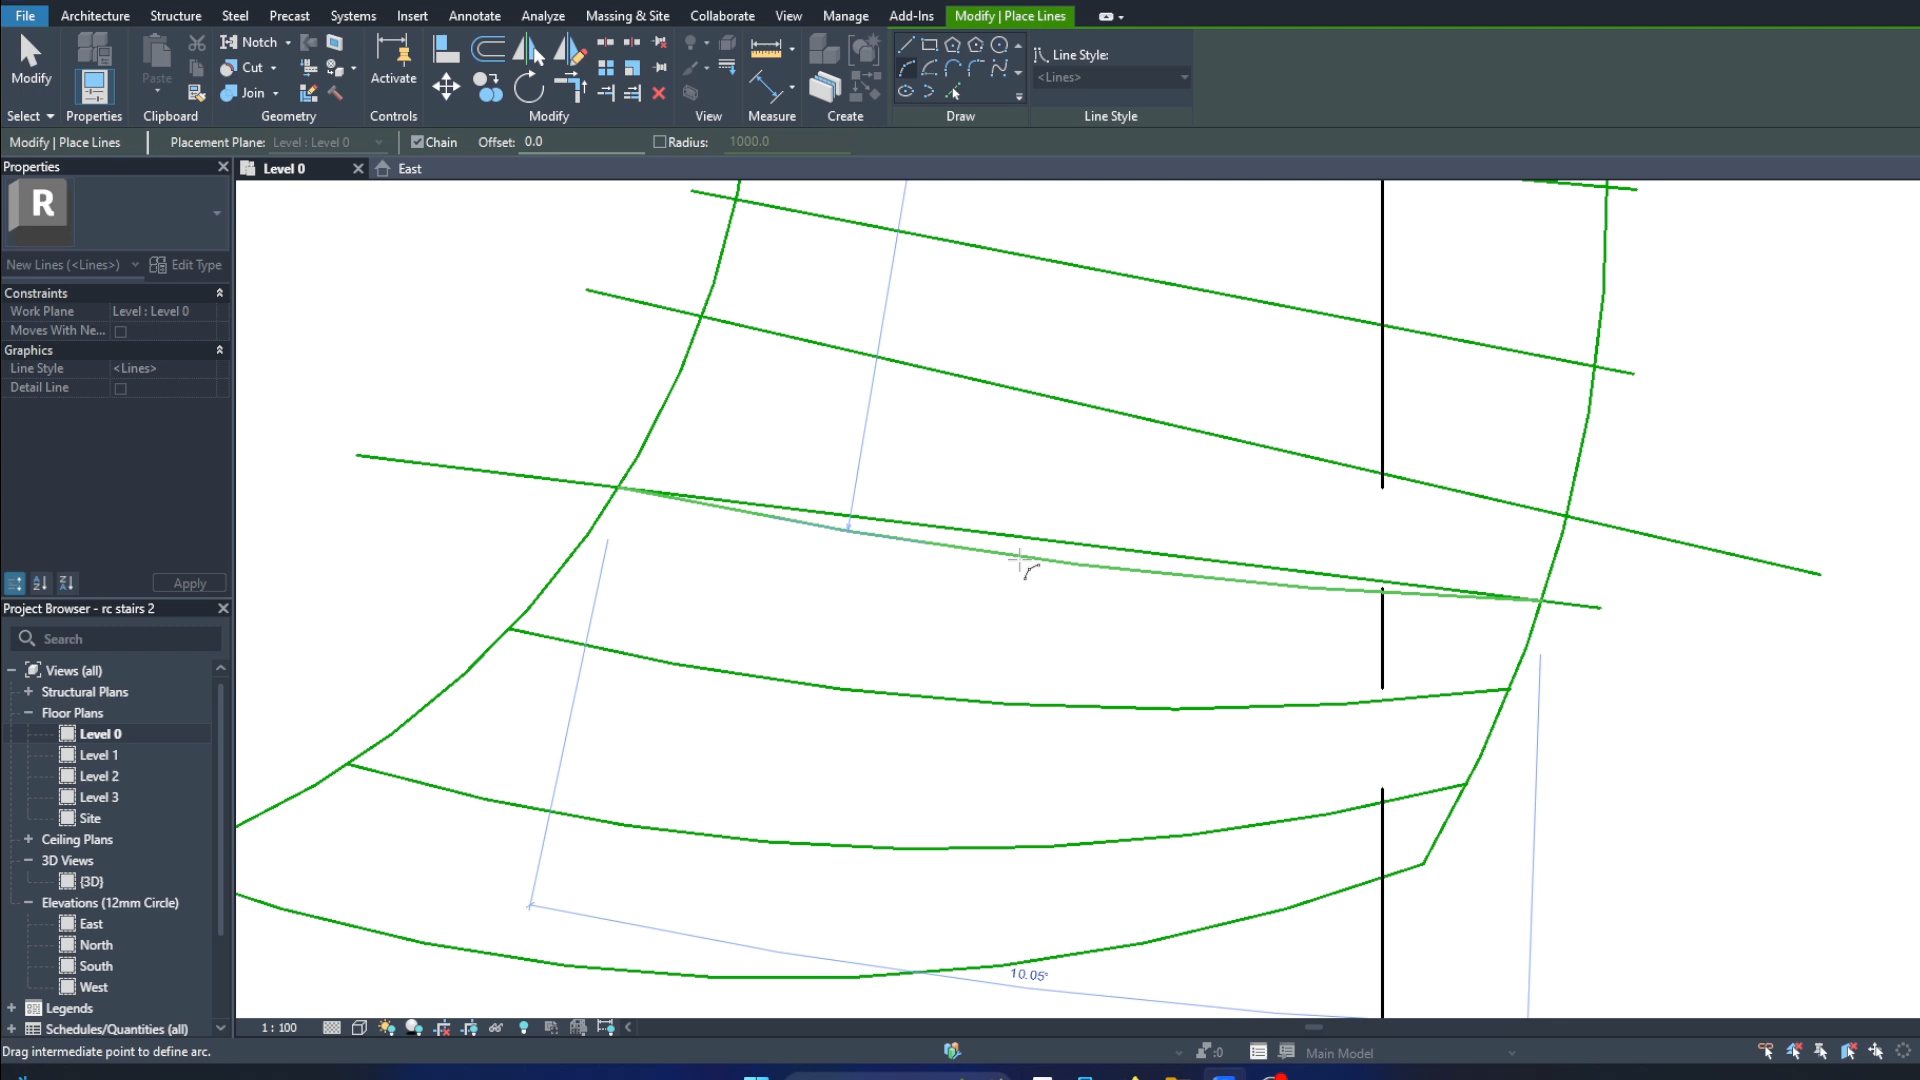 File Architecture Structure Steel Precast Systems Insert Annotate Analyze Massing & Site Collaborate View Manage Add-Ins Modify | Place Lines
Modify
Paste
Notch
Cut
Join
Activate
Line Style:
<Lines>
Select Properties Clipboard Geometry Controls Modify View Measure Create Draw Line Style
Modify | Place Lines Placement Plane: Level : Level 0 Chain Offset: 0.0 Radius: 1000.0
Properties
Level 0
East
R
New Lines (<Lines>) Edit Type
Constraints
Work Plane Level : Level 0
Moves With Ne...
Graphics
Line Style <Lines>
Detail Line
Apply
Project Browser - rc stairs 2
Search
Views (all)
Structural Plans
Floor Plans
Level 0
Level 1
Level 2
Level 3
Site
Ceiling Plans
3D Views
{3D}
Elevations (12mm Circle)
East
North
South
West
Legends
Schedules/Quantities (all)
10.05°
1 : 100
Drag intermediate point to define arc.
:0
Main Model